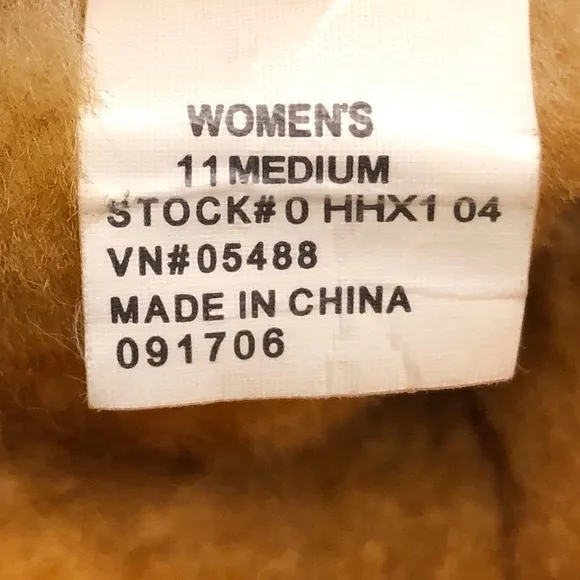 WOMEN'S
11 MEDIUM
STOCK# 0 HHX1 04
VN#05488
MADE IN CHINA
091706